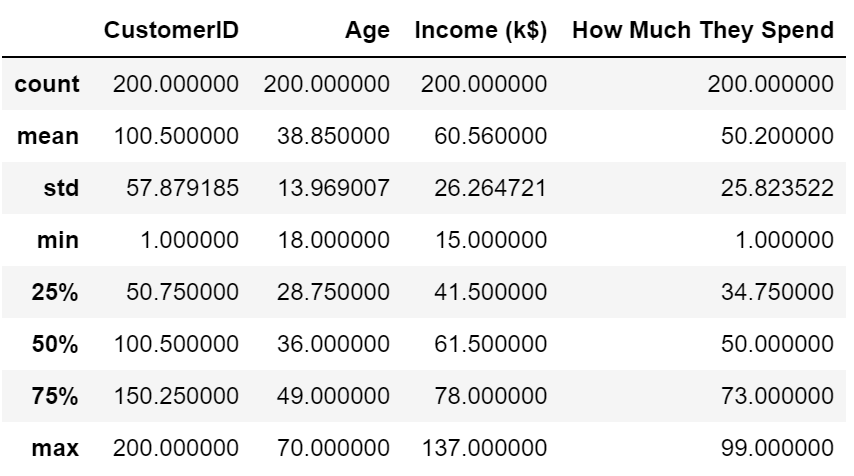 CustomerID Age Income (k$) How Much They Spend
count 200.000000 200.000000 200.000000 200.000000
mean 100.500000 38.850000 60.560000 50.200000
std 57.879185 13.969007 26.264721 25.823522
min 1.000000 18.000000 15.000000 1.000000
25% 50.750000 28.750000 41.500000 34.750000
50% 100.500000 36.000000 61.500000 50.000000
75% 150.250000 49.000000 78.000000 73.000000
max 200.000000 70.000000 137.000000 99.000000